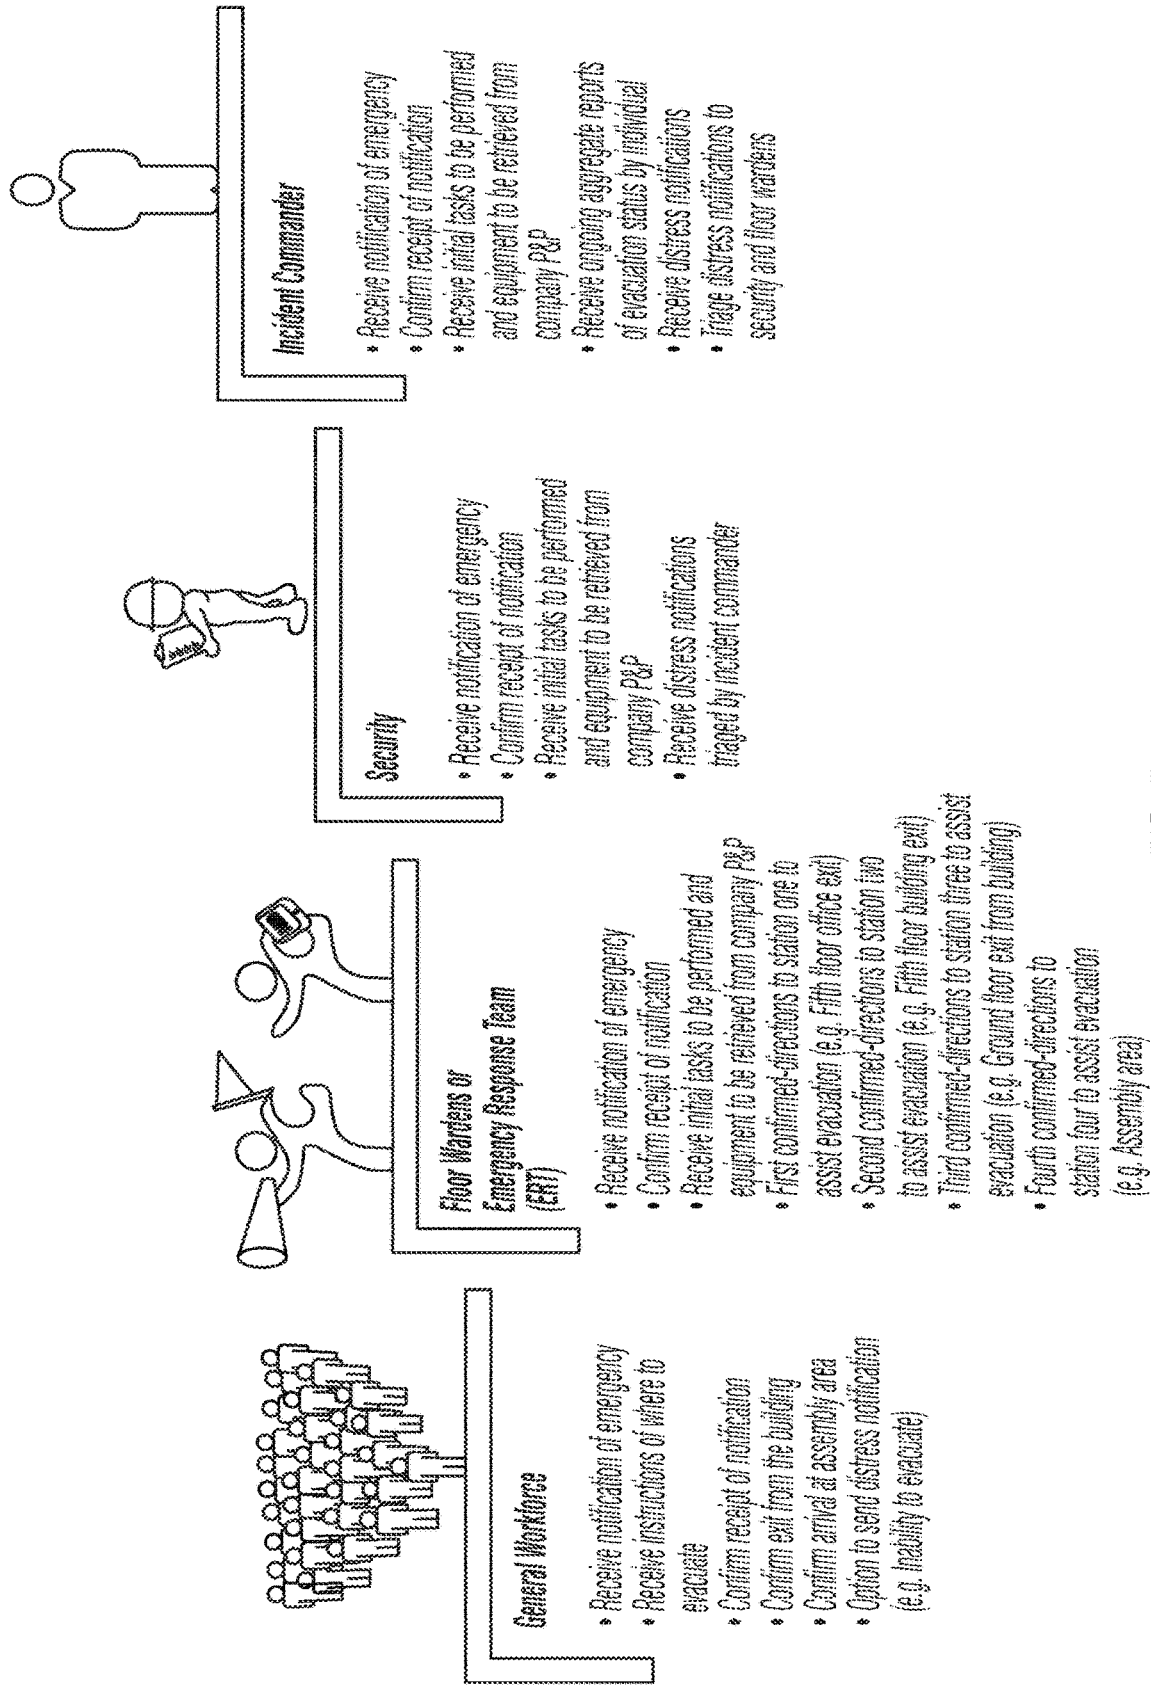 General Workforce
• Receive notification of emergency
• Receive instructions of where to
evacuate
• Confirm receipt of notification
• Confirm exit from the building
• Confirm arrival at assembly area
• Option to send distress notification
(e.g. Inability to evacuate)
Floor Wardens or
Emergency Response Team
(ERT)
• Receive notification of emergency
• Confirm receipt of notification
• Receive initial tasks to be performed and
equipment to be retrieved from company P&P
• First confirmed-directions to station one to
assist evacuation (e.g. Fifth floor office exit)
• Second confirmed-directions to station two
to assist evacuation (e.g. Fifth floor building exit)
• Third confirmed-directions to station three to assist
evacuation (e.g. Ground floor exit from building)
• Fourth confirmed-directions to
station four to assist evacuation
(e.g. Assembly area)
Security
• Receive notification of emergency
• Confirm receipt of notification
• Receive initial tasks to be performed
and equipment to be retrieved from
company P&P
• Receive distress notifications
triaged by incident commander
Incident Commander
• Receive notification of emergency
• Confirm receipt of notification
• Receive initial tasks to be performed
and equipment to be retrieved from
company P&P
• Receive ongoing aggregate reports
of evacuation status by individual
• Receive distress notifications
• Triage distress notifications to
security and floor wardens